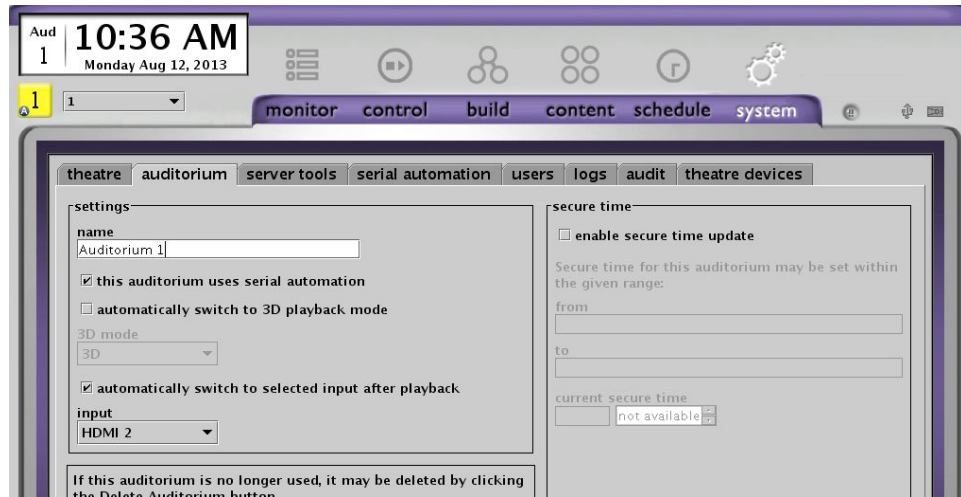 Aud
1
10:36 AM
Monday Aug 12, 2013
1
A
1
monitor control build content schedule system
theatre auditorium server tools serial automation users logs audit theatre devices
settings
name
Auditorium 1
this auditorium uses serial automation
automatically switch to 3D playback mode
3D mode
3D
automatically switch to selected input after playback
input
HDMI 2
If this auditorium is no longer used, it may be deleted by clicking
the Delete Auditorium button
secure time
enable secure time update
Secure time for this auditorium may be set within
the given range:
from
to
current secure time
not available